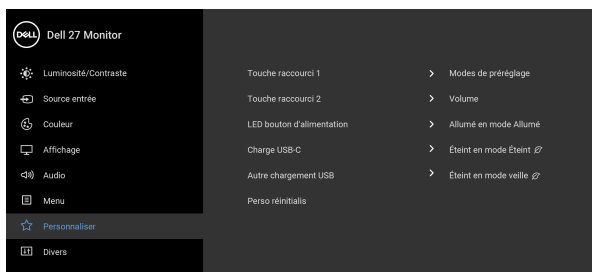 DELL Dell 27 Monitor
Luminosité/Contraste
Source entrée
Couleur
Affichage
Audio
Menu
Personnaliser
Divers
Touche raccourci 1 > Modes de préréglage
Touche raccourci 2 > Volume
LED bouton d'alimentation > Allumé en mode Allumé
Charge USB-C > Éteint en mode Éteint
Autre chargement USB > Éteint en mode veille
Perso réinitialis